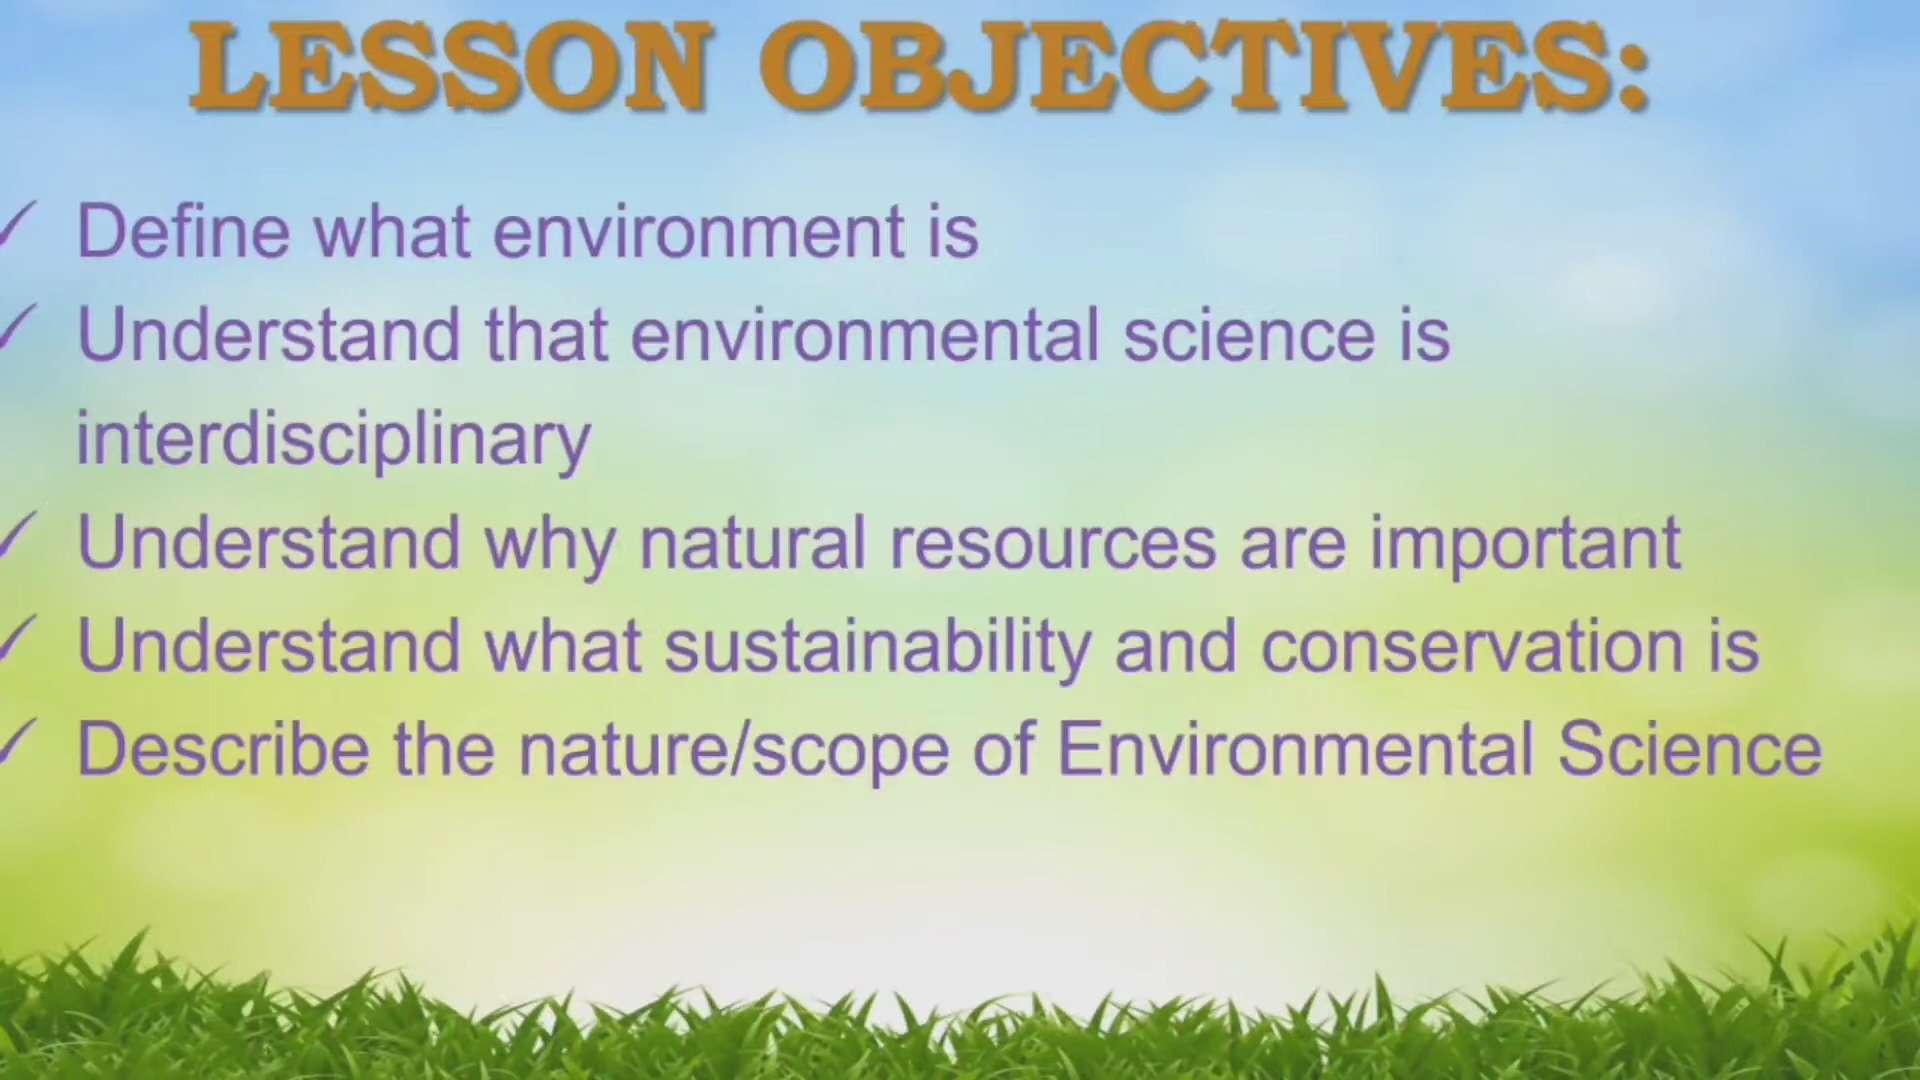 LESSON OBJECTIVES:
✓ Define what environment is
✓ Understand that environmental science is
interdisciplinary
✓ Understand why natural resources are important
✓ Understand what sustainability and conservation is
✓ Describe the nature/scope of Environmental Science